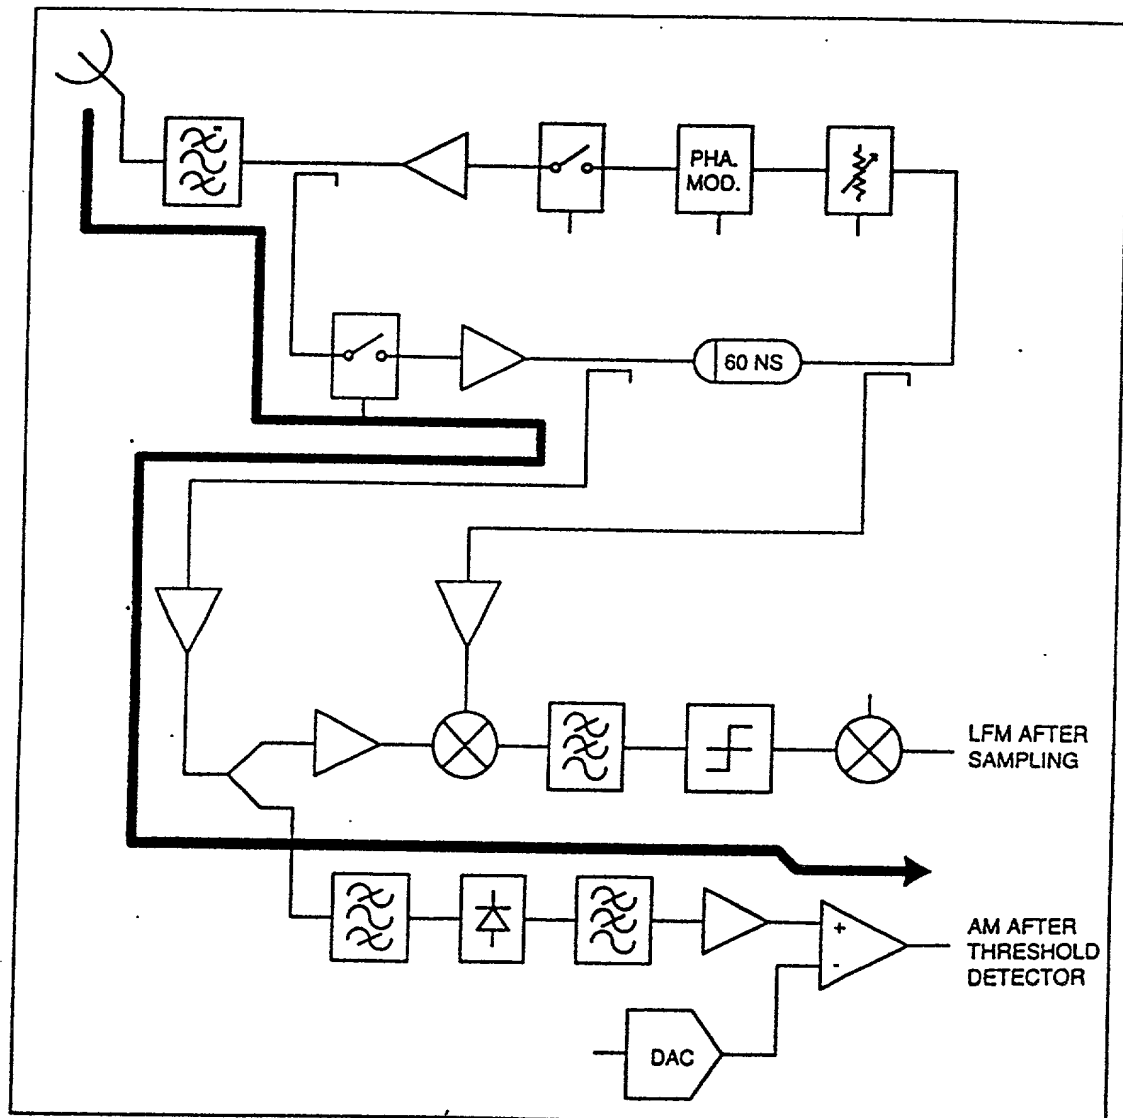 PHA.
MOD.
60 NS
LFM AFTER
SAMPLING
+
-
AM AFTER
THRESHOLD
DETECTOR
DAC